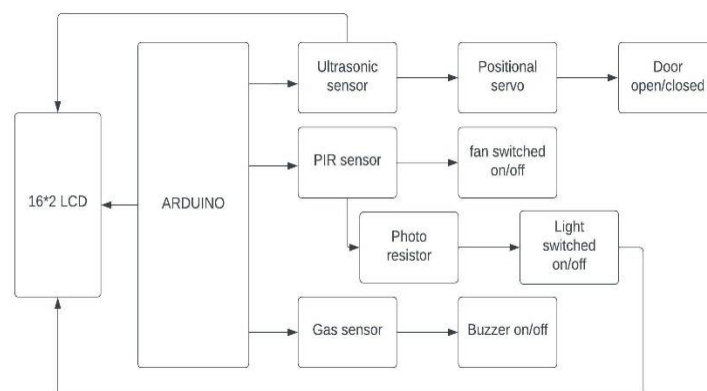 Ultrasonic
sensor
Positional
servo
Door
open/closed
16*2 LCD
ARDUINO
PIR sensor
fan switched
on/off
Photo
resistor
Light
switched
on/off
Gas sensor
Buzzer on/off